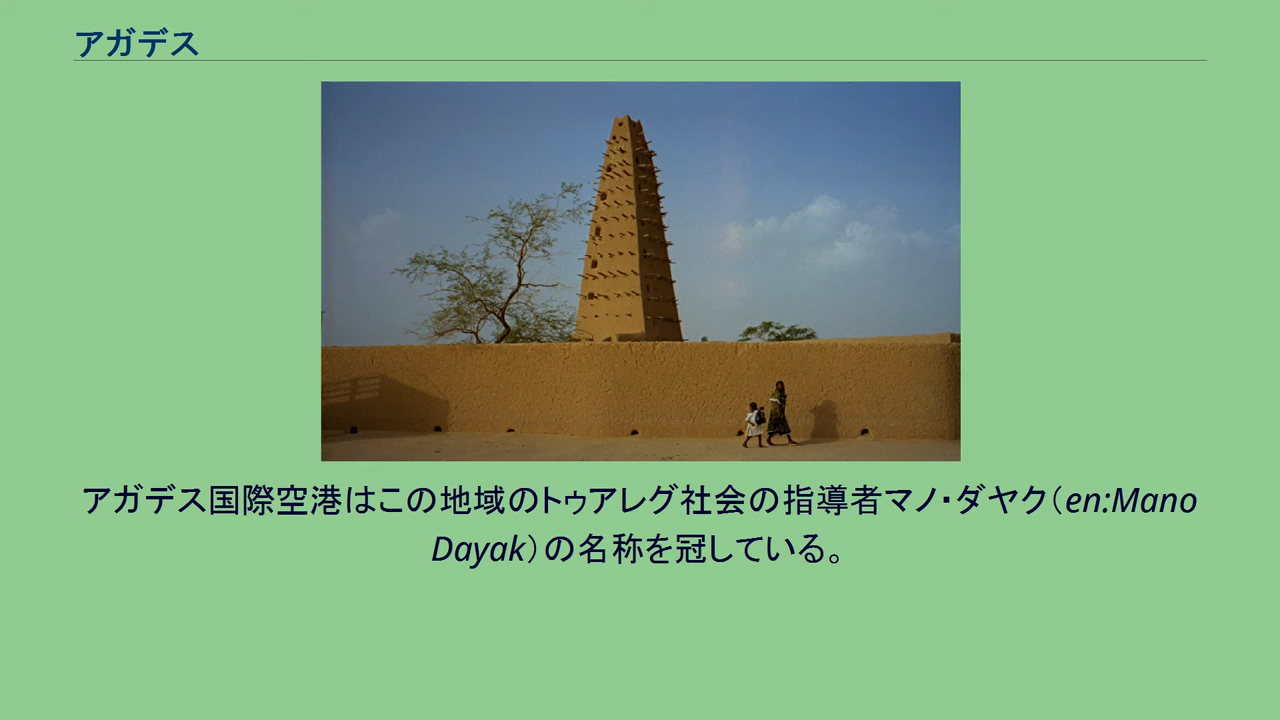 アガデス
アガデス国際空港はこの地域のトゥアレグ社会の指導者マノ・ダヤク（en:Mano
Dayak）の名称を冠している。